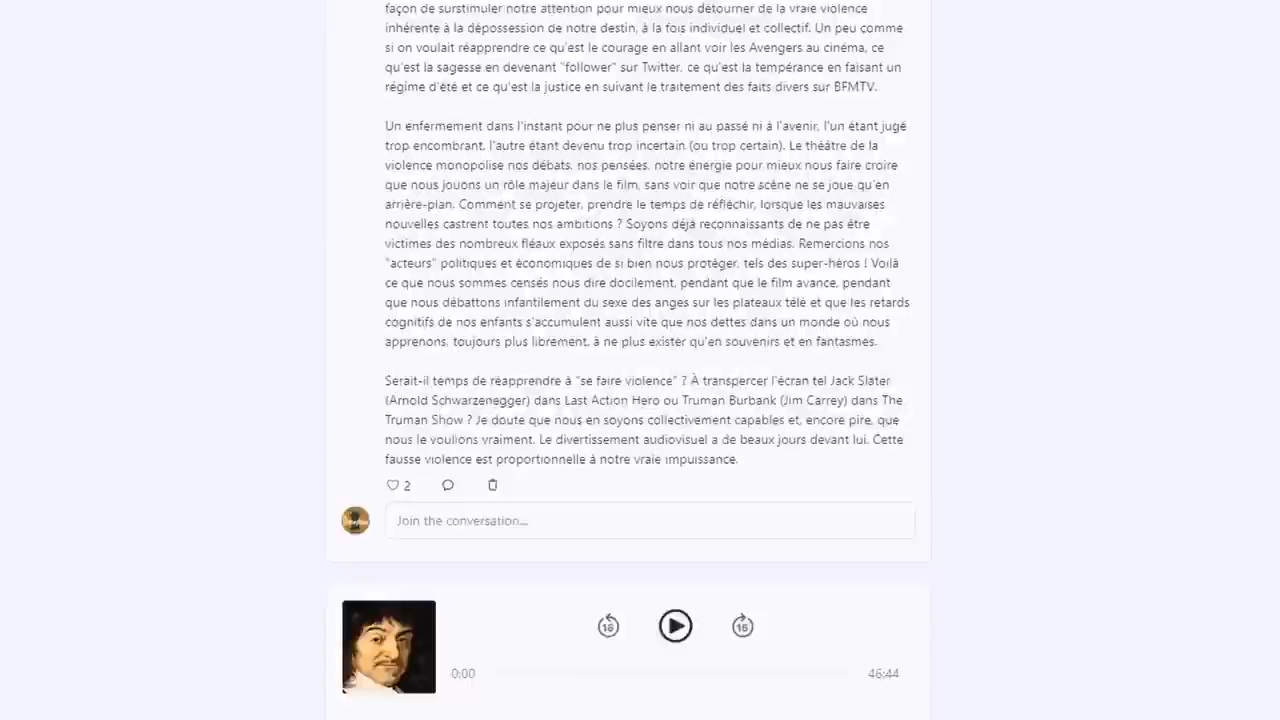 façon de surstimuler notre attention pour mieux nous détourner de la vraie violence
inhérente à la dépossession de notre destin, à la fois individuel et collectif. Un peu comme
si on voulait réapprendre ce qu'est le courage en allant voir les Avengers au cinéma, ce
qu'est la sagesse en devenant "follower" sur Twitter, ce qu'est la tempérance en faisant un
régime d'été et ce qu'est la justice en suivant le traitement des faits divers sur BFMTV.
Un enfermement dans l'instant pour ne plus penser ni au passé ni à l'avenir, l'un étant jugé
trop encombrant, l'autre étant devenu trop incertain (ou trop certain). Le théâtre de la
violence monopolise nos débats, nos pensées, notre énergie pour mieux nous faire croire
que nous jouons un rôle majeur dans le film, sans voir que notre scène ne se joue qu'en
arrière-plan. Comment se projeter, prendre le temps de réfléchir, lorsque les mauvaises
nouvelles castrent toutes nos ambitions ? Soyons déjà reconnaissants de ne pas être
victimes des nombreux fléaux exposés sans filtre dans tous nos médias. Remercions nos
"acteurs" politiques et économiques de si bien nous protéger, tels des super-héros ! Voilà
ce que nous sommes censés nous dire docilement, pendant que le film avance, pendant
que nous débattons infantilement du sexe des anges sur les plateaux télé et que les retards
cognitifs de nos enfants s'accumulent aussi vite que nos dettes dans un monde où nous
apprenons, toujours plus librement, à ne plus exister qu'en souvenirs et en fantasmes.
Serait-il temps de réapprendre à "se faire violence" ? À transpercer l'écran tel Jack Slater
(Arnold Schwarzenegger) dans Last Action Hero ou Truman Burbank (Jim Carrey) dans The
Truman Show ? Je doute que nous en soyons collectivement capables et, encore pire, que
nous le voulions vraiment. Le divertissement audiovisuel a de beaux jours devant lui. Cette
fausse violence est proportionnelle à notre vraie impuissance.
2
Join the conversation...
15 15
0:00 46:44